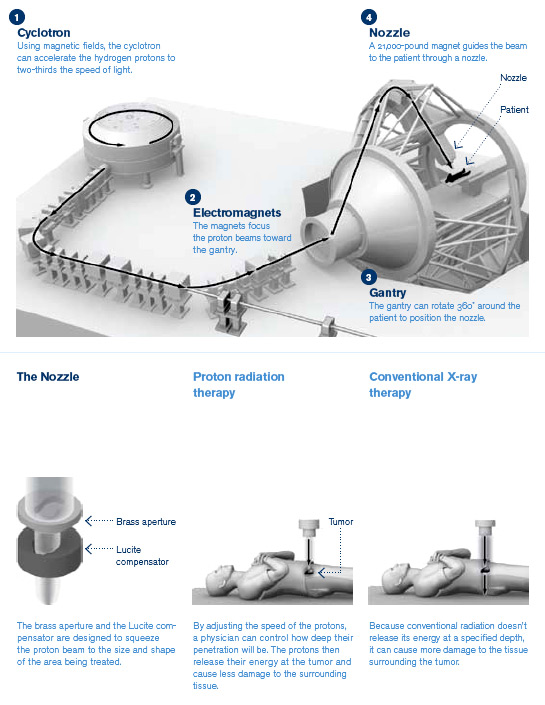 1
Cyclotron
Using magnetic fields, the cyclotron
can accelerate the hydrogen protons to
two-thirds the speed of light.
4
Nozzle
A 21,000-pound magnet guides the beam
to the patient through a nozzle.
Nozzle
Patient
2
Electromagnets
The magnets focus
the proton beams toward
the gantry.
3
Gantry
The gantry can rotate 360° around the
patient to position the nozzle.
The Nozzle
Brass aperture
Lucite
compensator
The brass aperture and the Lucite com-
pensator are designed to squeeze
the proton beam to the size and shape
of the area being treated.
Proton radiation
therapy
Tumor
By adjusting the speed of the protons,
a physician can control how deep their
penetration will be. The protons then
release their energy at the tumor and
cause less damage to the surrounding
tissue.
Conventional X-ray
therapy
Because conventional radiation doesn't
release its energy at a specified depth,
it can cause more damage to the tissue
surrounding the tumor.